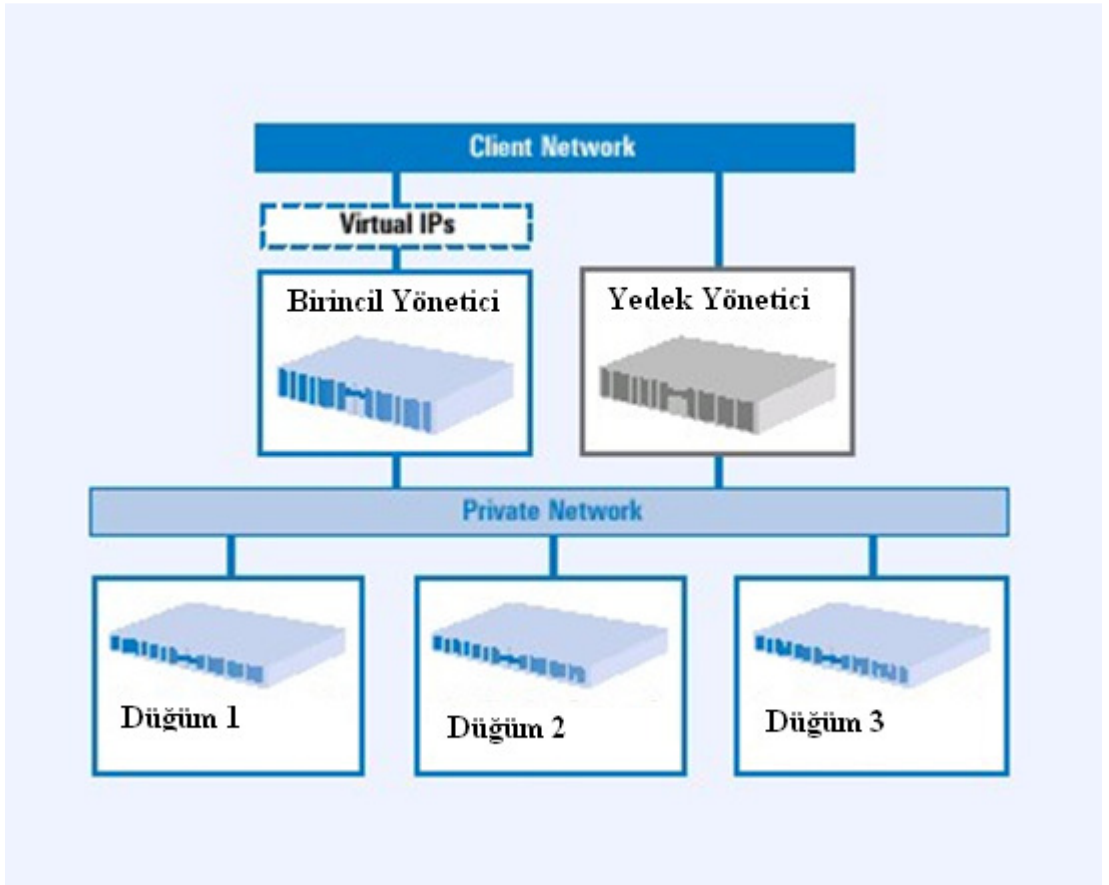 Client Network
Virtual IPs
Birincil Yönetici
Yedek Yönetici
Private Network
Düğüm 1
Düğüm 2
Düğüm 3